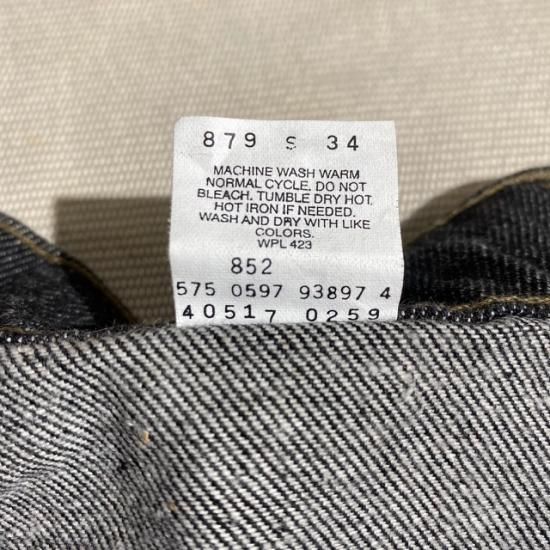 879 S 34
MACHINE WASH WARM
NORMAL CYCLE. DO NOT
BLEACH. TUMBLE DRY HOT.
HOT IRON IF NEEDED.
WASH AND DRY WITH LIKE
COLORS.
WPL 423
852
575 0597 93897 4
40517 0259